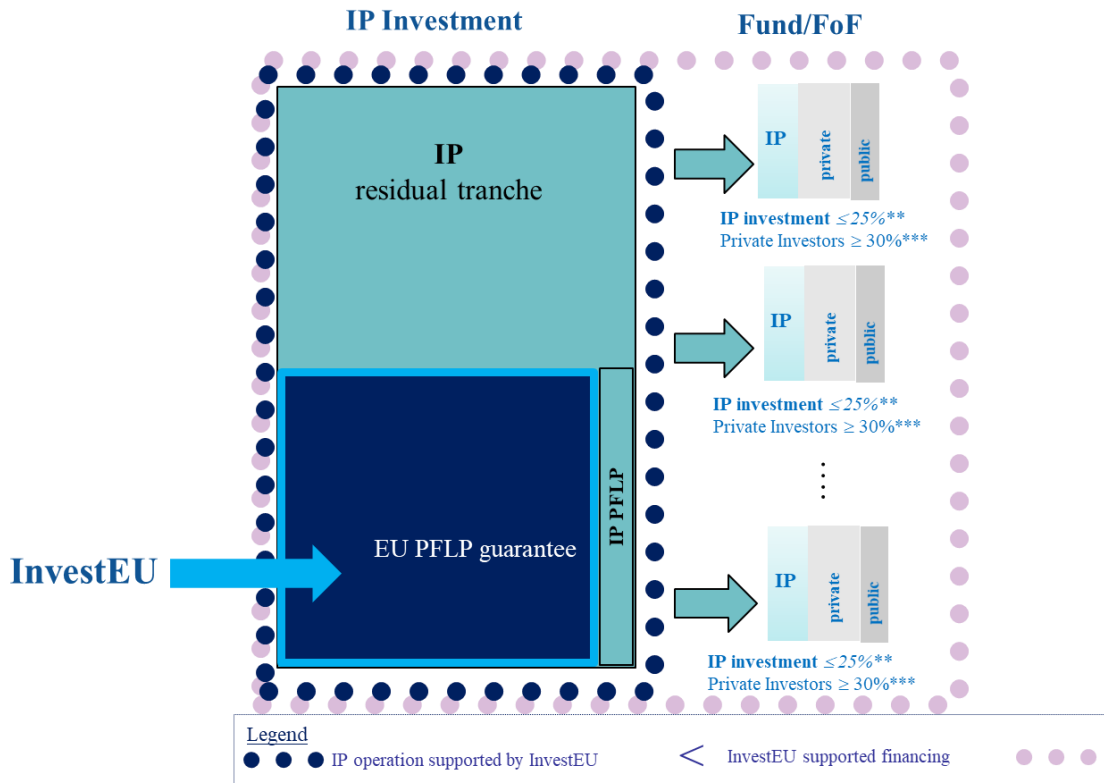 IP Investment
Fund/FoF
IP
residual tranche
IP
private
public
IP investment ≤25%**
Private Investors ≥ 30%***
IP
private
public
IP investment ≤25%**
Private Investors ≥ 30%***
InvestEU
EU PFLP guarantee
IP PFLP
IP
private
public
IP investment ≤25%**
Private Investors ≥ 30%***
Legend
IP operation supported by InvestEU < InvestEU supported financing